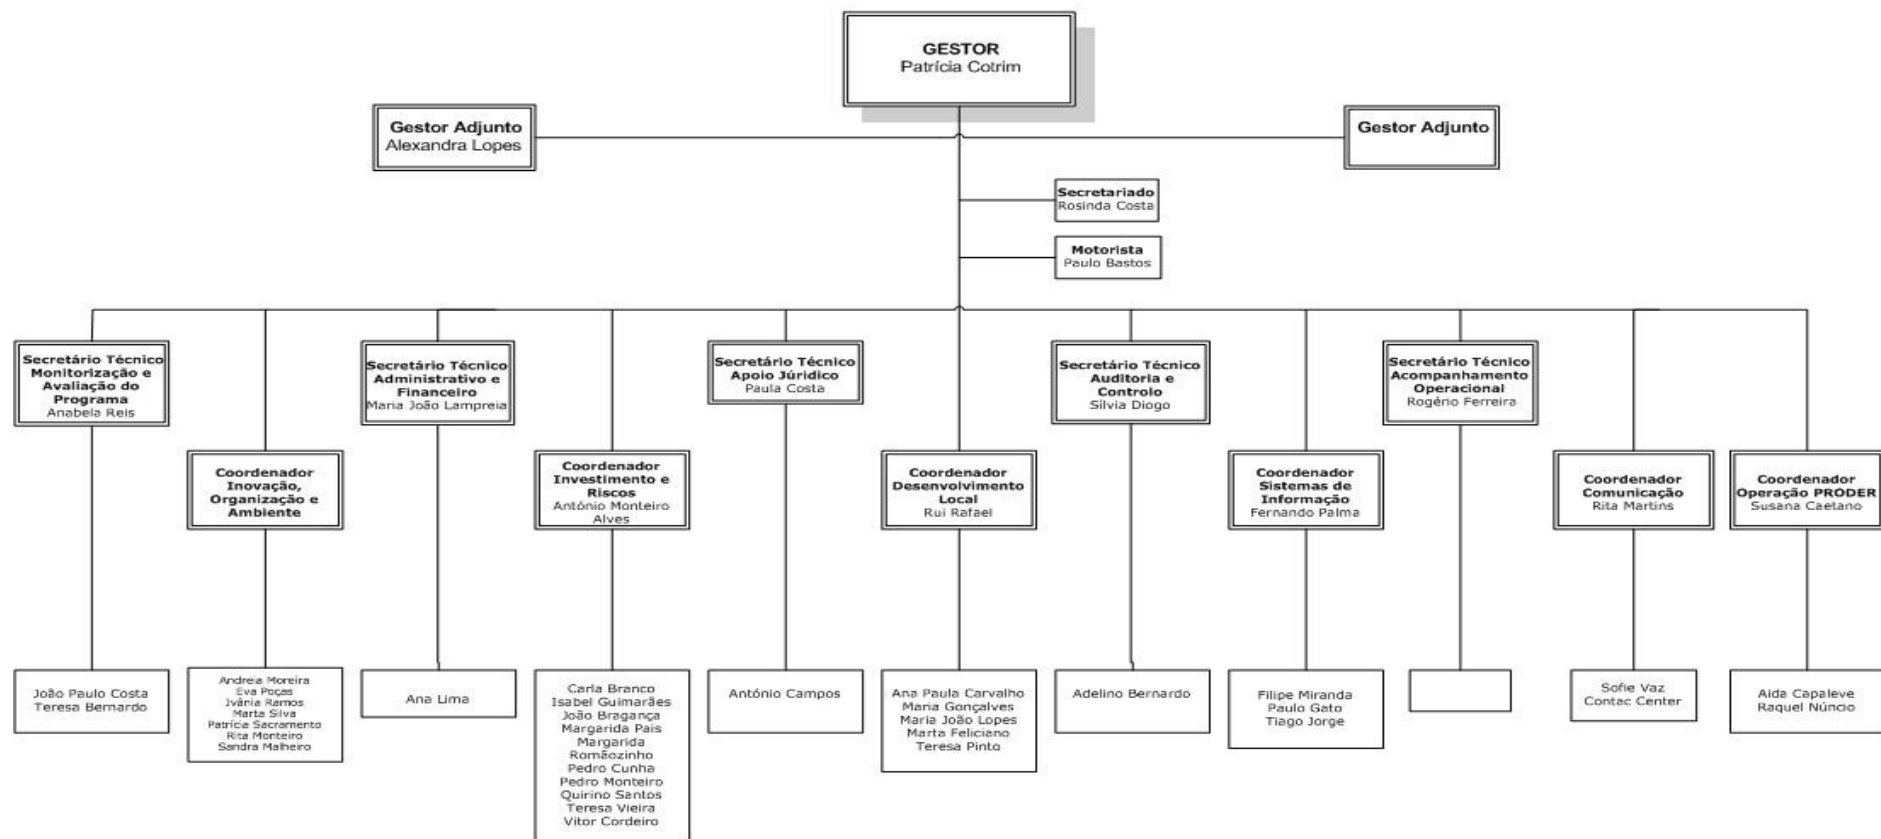 GESTOR
Patrícia Cotrim
Gestor Adjunto
Alexandra Lopes
Gestor Adjunto
Secretariado
Rosinda Costa
Motorista
Paulo Bastos
Secretário Técnico
Monitorização e
Avaliação do
Programa
Anabela Reis
Secretário Técnico
Administrativo e
Financeiro
Maria João Lampreia
Secretário Técnico
Apoio Júridico
Paula Costa
Secretário Técnico
Auditoria e
Controlo
Sílvia Diogo
Secretário Técnico
Acompanhamento
Operacional
Rogério Ferreira
Coordenador
Inovação,
Organização e
Ambiente
Coordenador
Investimento e
Riscos
António Monteiro
Alves
Coordenador
Desenvolvimento
Local
Rui Rafael
Coordenador
Sistemas de
Informação
Fernando Palma
Coordenador
Comunicação
Rita Martins
Coordenador
Operação PRODER
Susana Caetano
João Paulo Costa
Teresa Bernardo
Andreia Moreira
Eva Poças
Ivânia Ramos
Marta Silva
Patrícia Sacramento
Rita Monteiro
Sandra Malheiro
Ana Lima
Carla Branco
Isabel Guimarães
João Bragança
Margarida Pais
Margarida
Romãozinho
Pedro Cunha
Pedro Monteiro
Quirino Santos
Teresa Vieira
Vitor Cordeiro
António Campos
Ana Paula Carvalho
Maria Gonçalves
Maria João Lopes
Marta Feliciano
Teresa Pinto
Adelino Bernardo
Filipe Miranda
Paulo Gato
Tiago Jorge
Sofie Vaz
Contac Center
Aida Capaleve
Raquel Núncio